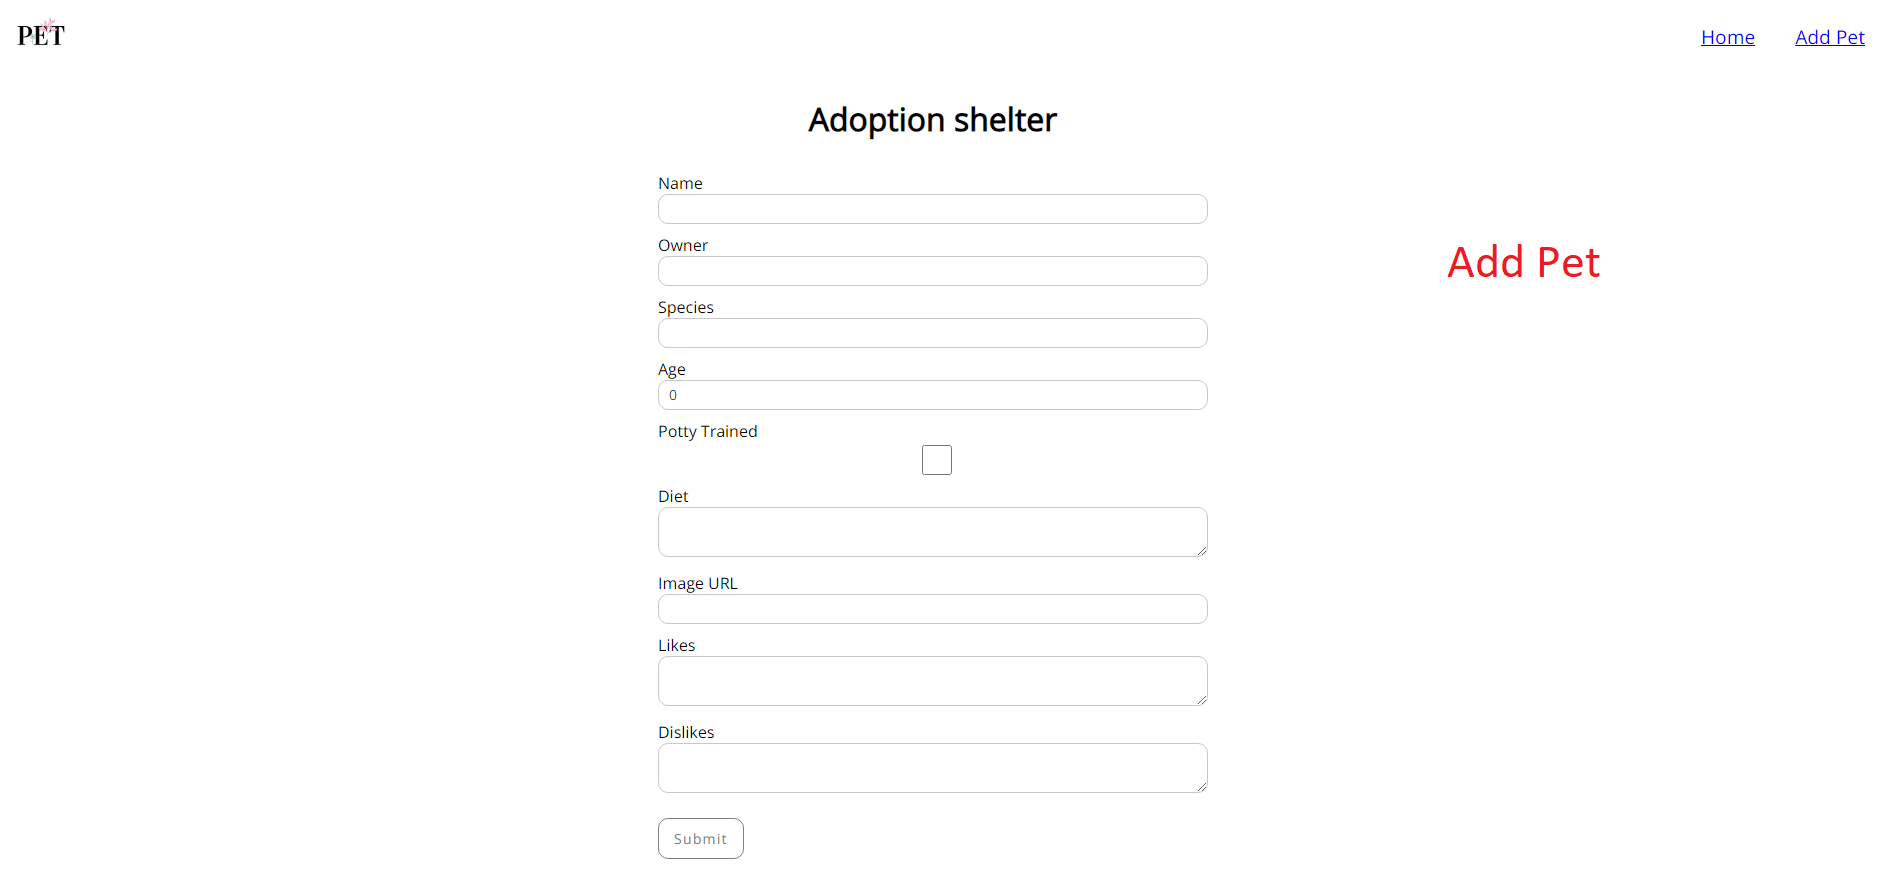 PET
Home Add Pet
Adoption shelter
Name
Owner
Add Pet
Species
Age
0
Potty Trained
Diet
Image URL
Likes
Dislikes
Submit